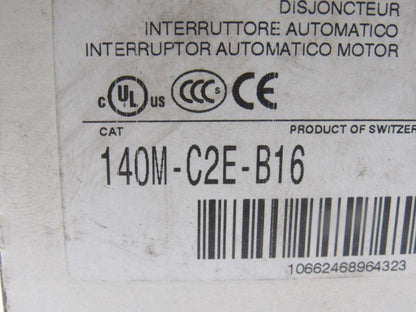 DISJONCTEUR
INTERRUTTORE AUTOMATICO
INTERRUPTOR AUTOMATICO MOTOR
c UL US CCC S CE
CAT PRODUCT OF SWITZER
140M-C2E-B16
10662468964323